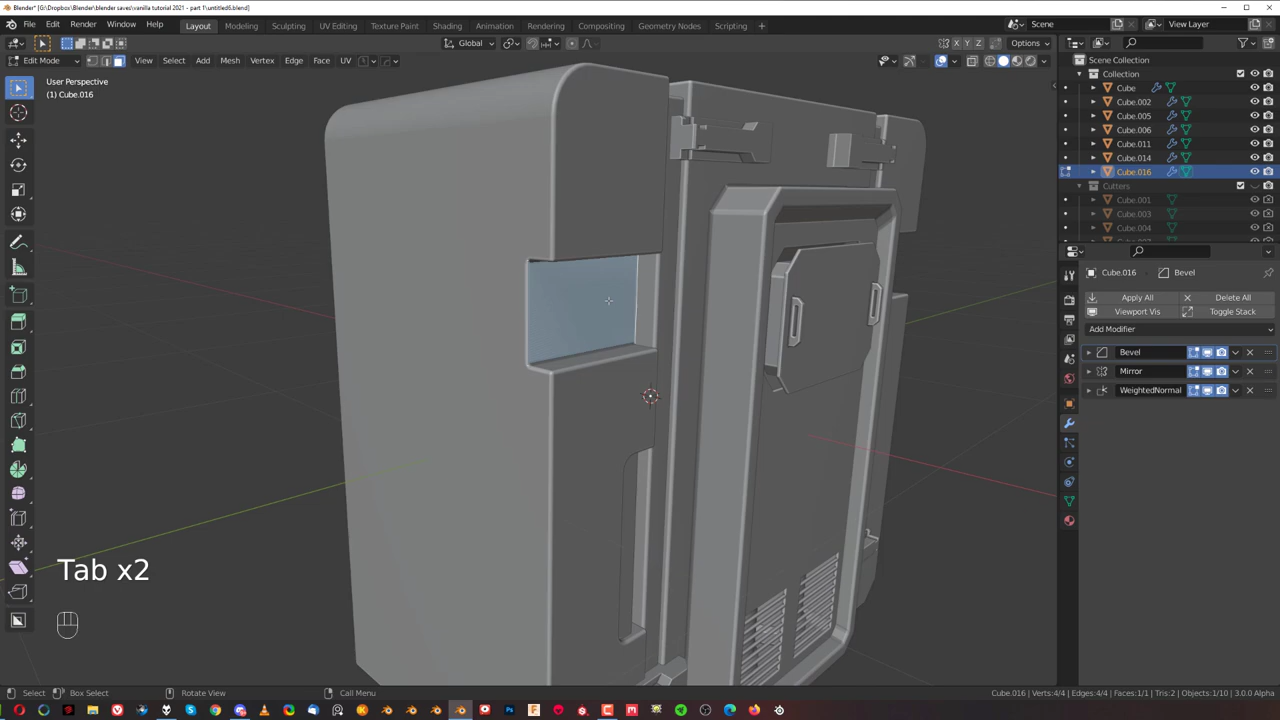 Blender* [G:\Dropbox\Blender\blender saves\vanilla tutorial 2021 - part 1\untitled6.blend]
File Edit Render Window Help Layout Modeling Sculpting UV Editing Texture Paint Shading Animation Rendering Compositing Geometry Nodes Scripting + Scene View Layer
Global Options
Edit Mode View Select Add Mesh Vertex Edge Face UV X Y Z
User Perspective
(1) Cube.016
Scene Collection
Collection
Cube
Cube.002
Cube.005
Cube.006
Cube.011
Cube.014
Cube.016
Cutters
Cube.001
Cube.003
Cube.004
Cube.016 Bevel
Apply All Delete All
Viewport Vis Toggle Stack
Add Modifier
Bevel
Mirror
WeightedNormal
Tab x2
Select Box Select Rotate View Call Menu Cube.016 | Verts:4/4 | Edges:4/4 | Faces:1/1 | Tris:2 | Objects:1/10 | 3.0.0 Alpha